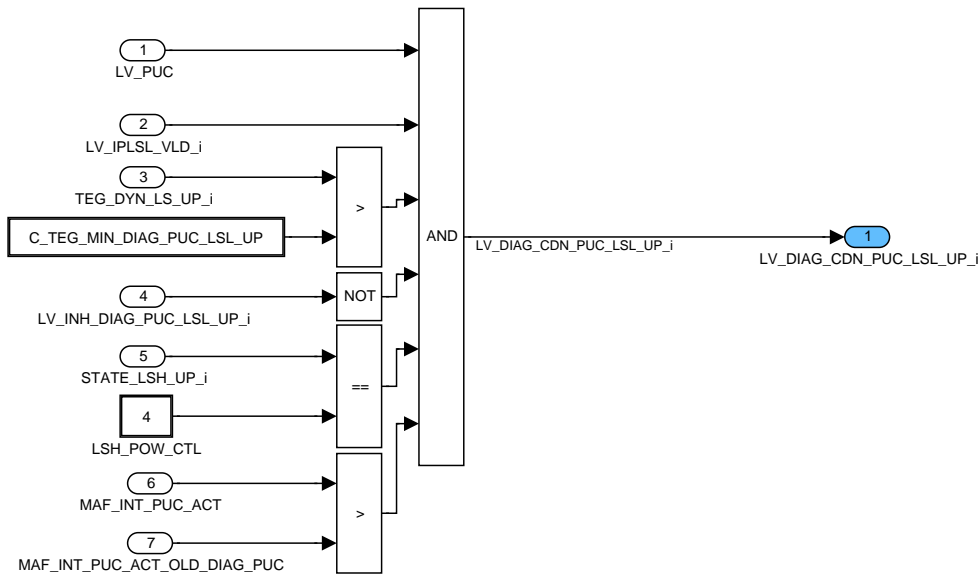 1
LV_PUC
2
LV_IPLSL_VLD_i
3
TEG_DYN_LS_UP_i
C_TEG_MIN_DIAG_PUC_LSL_UP
>
4
LV_INH_DIAG_PUC_LSL_UP_i
NOT
5
STATE_LSH_UP_i
4
LSH_POW_CTL
==
6
MAF_INT_PUC_ACT
7
MAF_INT_PUC_ACT_OLD_DIAG_PUC
>
AND
LV_DIAG_CDN_PUC_LSL_UP_i
1
LV_DIAG_CDN_PUC_LSL_UP_i